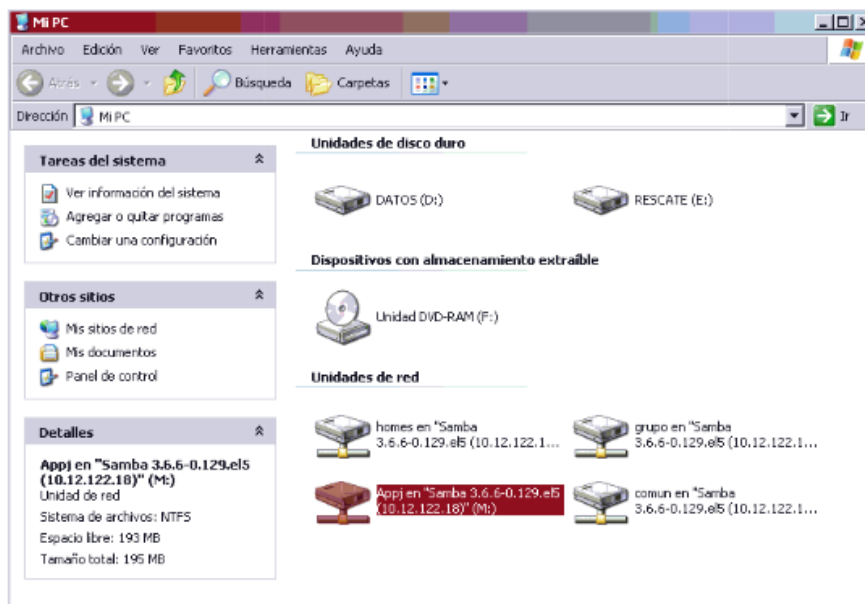 Mi PC
Archivo Edición Ver Favoritos Herramientas Ayuda
Atrás Búsqueda Carpetas
Dirección Mi PC Ir
Tareas del sistema
Ver información del sistema
Agregar o quitar programas
Cambiar una configuración
Otros sitios
Mis sitios de red
Mis documentos
Panel de control
Detalles
Appj en "Samba 3.6.6-0.129.el5
(10.12.122.18)" (M:)
Unidad de red
Sistema de archivos: NTFS
Espacio libre: 193 MB
Tamaño total: 195 MB
Unidades de disco duro
DATOS (D:) RESCATE (E:)
Dispositivos con almacenamiento extraíble
Unidad DVD-RAM (F:)
Unidades de red
homes en "Samba
3.6.6-0.129.el5 (10.12.122.1...
grupo en "Samba
3.6.6-0.129.el5 (10.12.122.1...
Appj en "Samba 3.6.6-0.129.el5
(10.12.122.18)" (M:)
comun en "Samba
3.6.6-0.129.el5 (10.12.122.1...